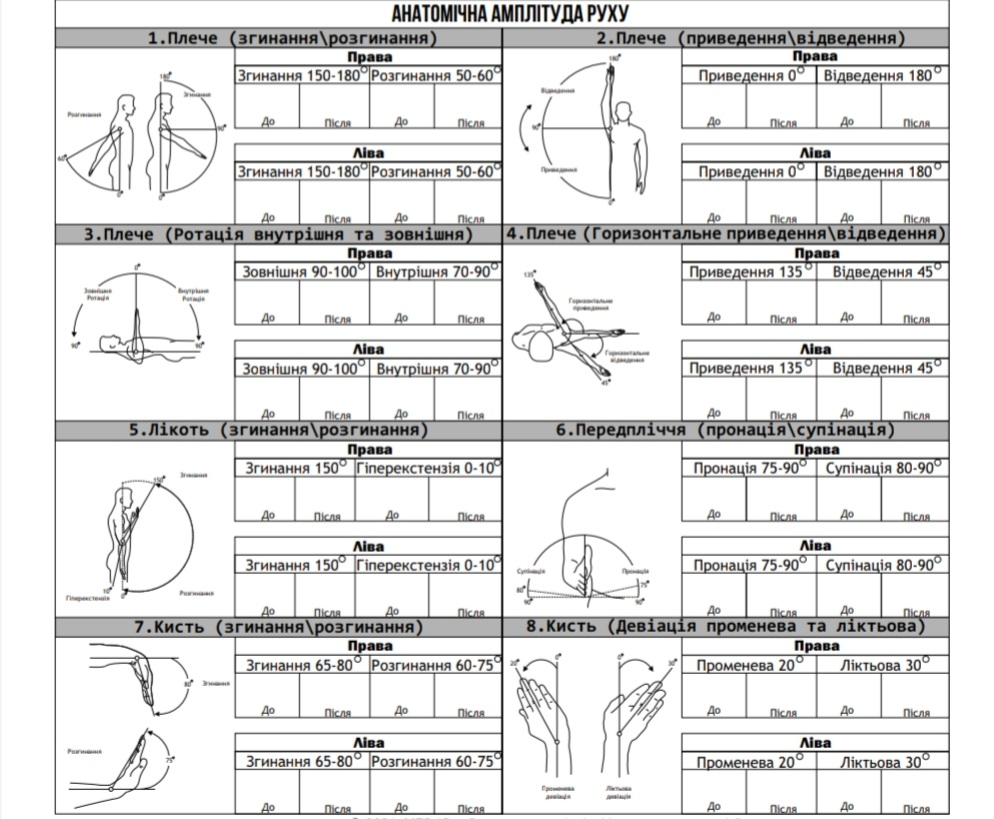 АНАТОМІЧНА АМПЛІТУДА РУХУ
1.Плече (згинання\розгинання)
180°
Згинання
Розгинання
90°
60°
0°
0°
Права
Згинання 150-180° Розгинання 50-60°
До Після До Після
Ліва
Згинання 150-180° Розгинання 50-60°
До Після До Після
2.Плече (приведення\відведення)
180°
Відведення
90°
Приведення
0°
Права
Приведення 0° Відведення 180°
До Після До Після
Ліва
Приведення 0° Відведення 180°
До Після До Після
3.Плече (Ротація внутрішня та зовнішня)
0°
Зовнішня Ротація
Внутрішня Ротація
90°
90°
Права
Зовнішня 90-100° Внутрішня 70-90°
До Після До Після
Ліва
Зовнішня 90-100° Внутрішня 70-90°
До Після До Після
4.Плече (Горизонтальне приведення\відведення)
135°
Горизонтальне приведення
Горизонтальне відведення
45°
Права
Приведення 135° Відведення 45°
До Після До Після
Ліва
Приведення 135° Відведення 45°
До Після До Після
5.Лікоть (згинання\розгинання)
Згинання
150°
10°
0°
Гіперекстензія
Розгинання
Права
Згинання 150° Гіперекстензія 0-10°
До Після До Після
Ліва
Згинання 150° Гіперекстензія 0-10°
До Після До Після
6.Передпліччя (пронація\супінація)
Супінація
Пронація
80°
75°
90°
90°
Права
Пронація 75-90° Супінація 80-90°
До Після До Після
Ліва
Пронація 75-90° Супінація 80-90°
До Після До Після
7.Кисть (згинання\розгинання)
80°
Згинання
Розгинання
75°
Права
Згинання 65-80° Розгинання 60-75°
До Після До Після
Ліва
Згинання 65-80° Розгинання 60-75°
До Після До Після
8.Кисть (Девіація променева та ліктьова)
20°
0°
0°
30°
Променева девіація
Ліктьова девіація
Права
Променева 20° Ліктьова 30°
До Після До Після
Ліва
Променева 20° Ліктьова 30°
До Після До Після